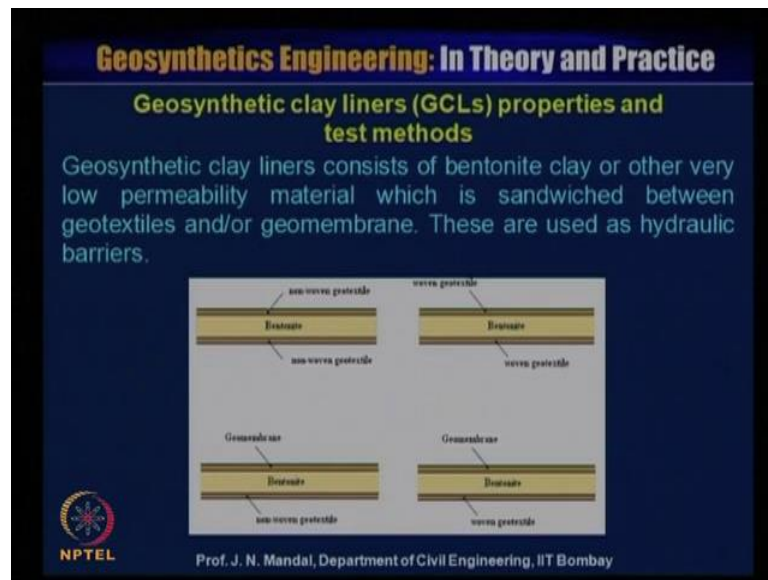 Geosynthetics Engineering: In Theory and Practice
Geosynthetic clay liners (GCLs) properties and
test methods
Geosynthetic clay liners consists of bentonite clay or other very
low permeability material which is sandwiched between
geotextiles and/or geomembrane. These are used as hydraulic
barriers.
non-woven geotextile
Bentonite
non-woven geotextile
woven geotextile
Bentonite
woven geotextile
Geomembrane
Bentonite
non-woven geotextile
Geomembrane
Bentonite
woven geotextile
NPTEL
Prof. J. N. Mandal, Department of Civil Engineering, IIT Bombay